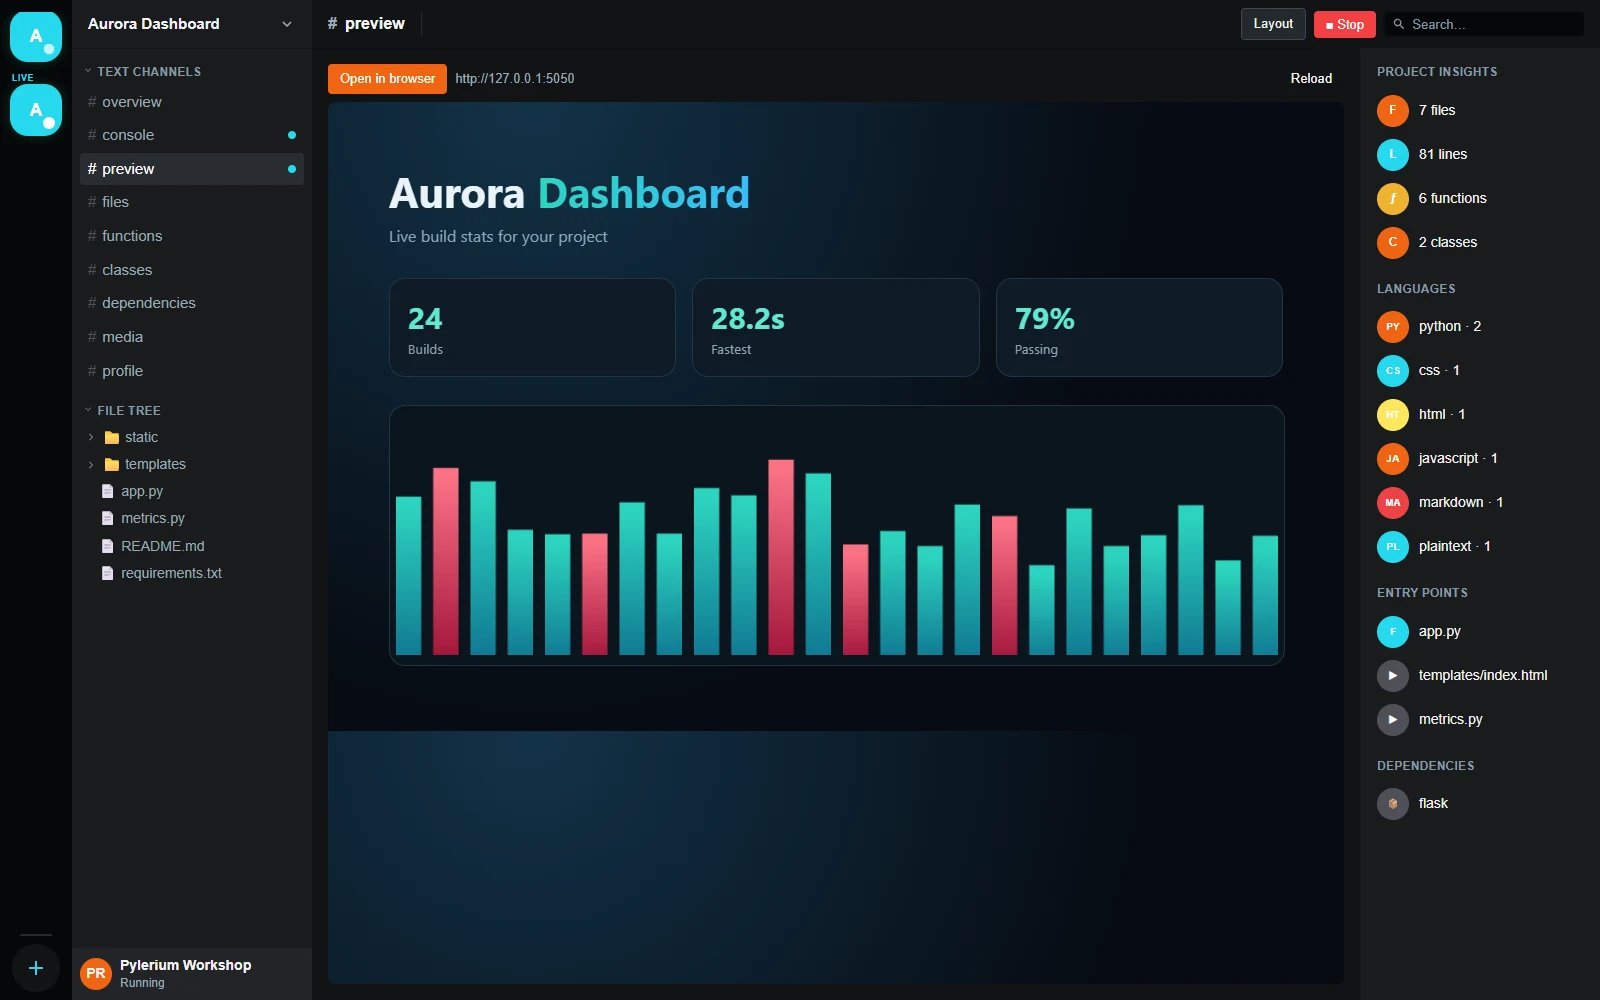 A
LIVE
A
Aurora Dashboard
TEXT CHANNELS
# overview
# console
# preview
# files
# functions
# classes
# dependencies
# media
# profile
FILE TREE
static
templates
app.py
metrics.py
README.md
requirements.txt
+
PR
Pylerium Workshop
Running
# preview
Layout
Stop
Search...
Open in browser
http://127.0.0.1:5050
Reload
Aurora Dashboard
Live build stats for your project
24
Builds
28.2s
Fastest
79%
Passing
PROJECT INSIGHTS
F 7 files
L 81 lines
ƒ 6 functions
C 2 classes
LANGUAGES
PY python · 2
CS css · 1
HT html · 1
JA javascript · 1
MA markdown · 1
PL plaintext · 1
ENTRY POINTS
F app.py
templates/index.html
metrics.py
DEPENDENCIES
flask